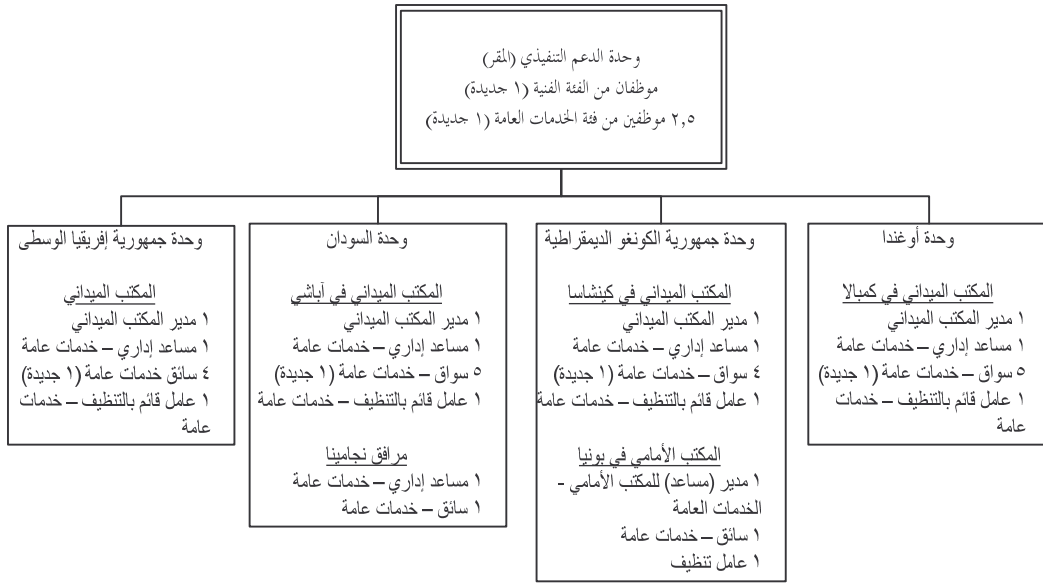 وحدة الدعم التنفيذي (المقر)
موظفان من الفئة الفنية (١ جديدة)
٢,٥ موظفين من فئة الخدمات العامة (١ جديدة)
وحدة أوغندا
المكتب الميداني في كمبالا
١ مدير المكتب الميداني
١ مساعد إداري – خدمات عامة
٥ سواق – خدمات عامة (١ جديدة)
١ عامل قائم بالتنظيف – خدمات
عامة
وحدة جمهورية الكونغو الديمقراطية
المكتب الميداني في كينشاسا
١ مدير المكتب الميداني
١ مساعد إداري – خدمات عامة
٤ سواق – خدمات عامة (١ جديدة)
١ عامل قائم بالتنظيف – خدمات عامة
المكتب الأمامي في بونيا
١ مدير (مساعد) للمكتب الأمامي -
الخدمات العامة
١ سائق – خدمات عامة
١ عامل تنظيف
وحدة السودان
المكتب الميداني في آباشي
١ مدير المكتب الميداني
١ مساعد إداري – خدمات عامة
٥ سواق – خدمات عامة (١ جديدة)
١ عامل قائم بالتنظيف – خدمات عامة
مرافق نجامينا
١ مساعد إداري – خدمات عامة
١ سائق – خدمات عامة
وحدة جمهورية إفريقيا الوسطى
المكتب الميداني
١ مدير المكتب الميداني
١ مساعد إداري – خدمات عامة
٤ سائق خدمات عامة (١ جديدة)
١ عامل قائم بالتنظيف – خدمات
عامة